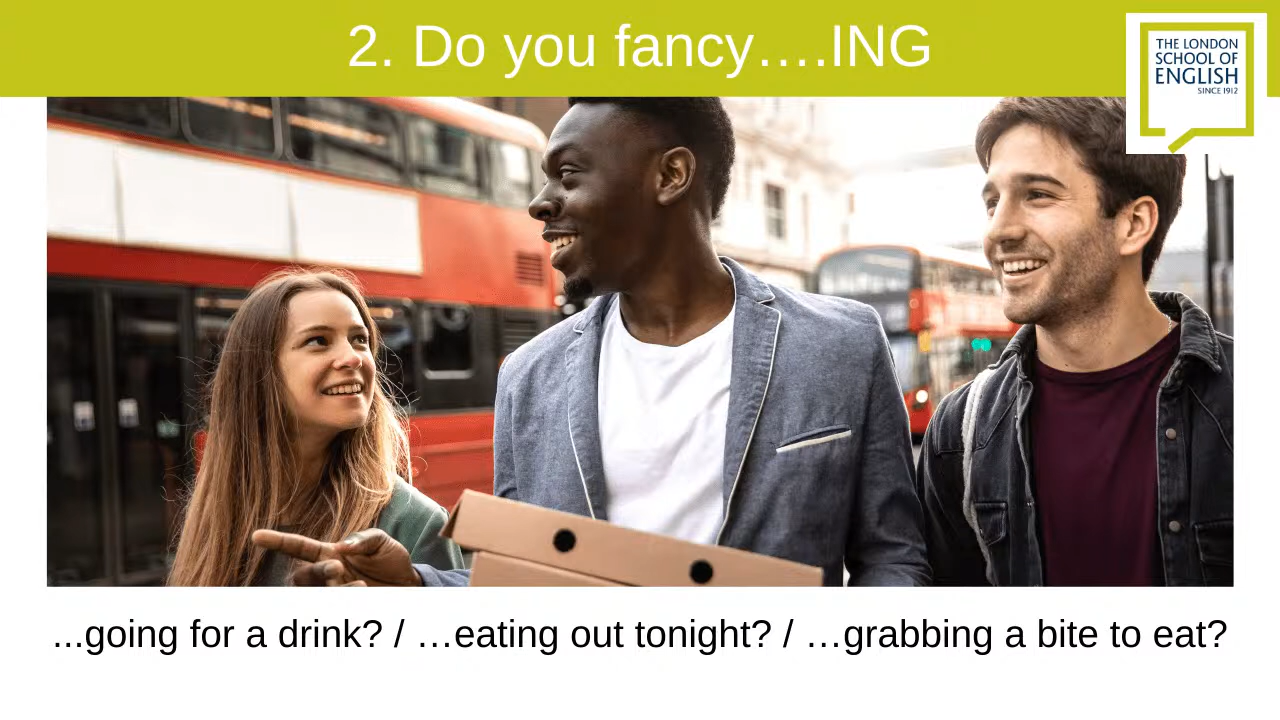 2. Do you fancy….ING
THE LONDON
SCHOOL OF
ENGLISH
SINCE 1912
...going for a drink? / …eating out tonight? / …grabbing a bite to eat?